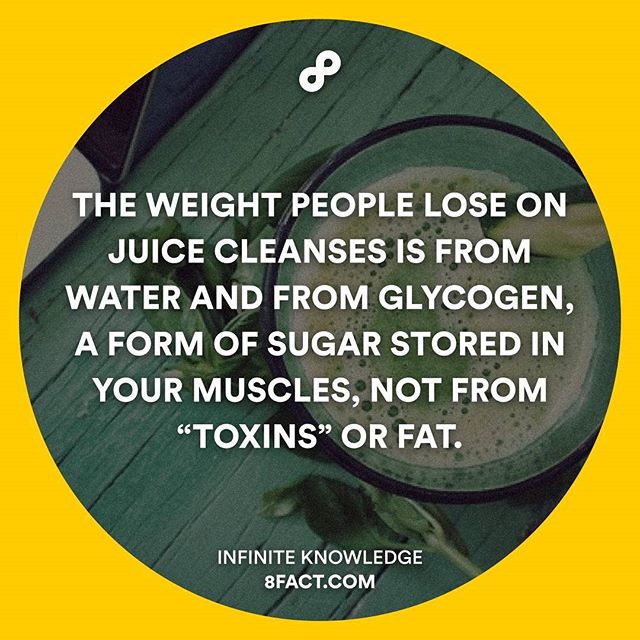 THE WEIGHT PEOPLE LOSE ON
JUICE CLEANSES IS FROM
WATER AND FROM GLYCOGEN,
A FORM OF SUGAR STORED IN
YOUR MUSCLES, NOT FROM
“TOXINS” OR FAT.
INFINITE KNOWLEDGE
8FACT.COM